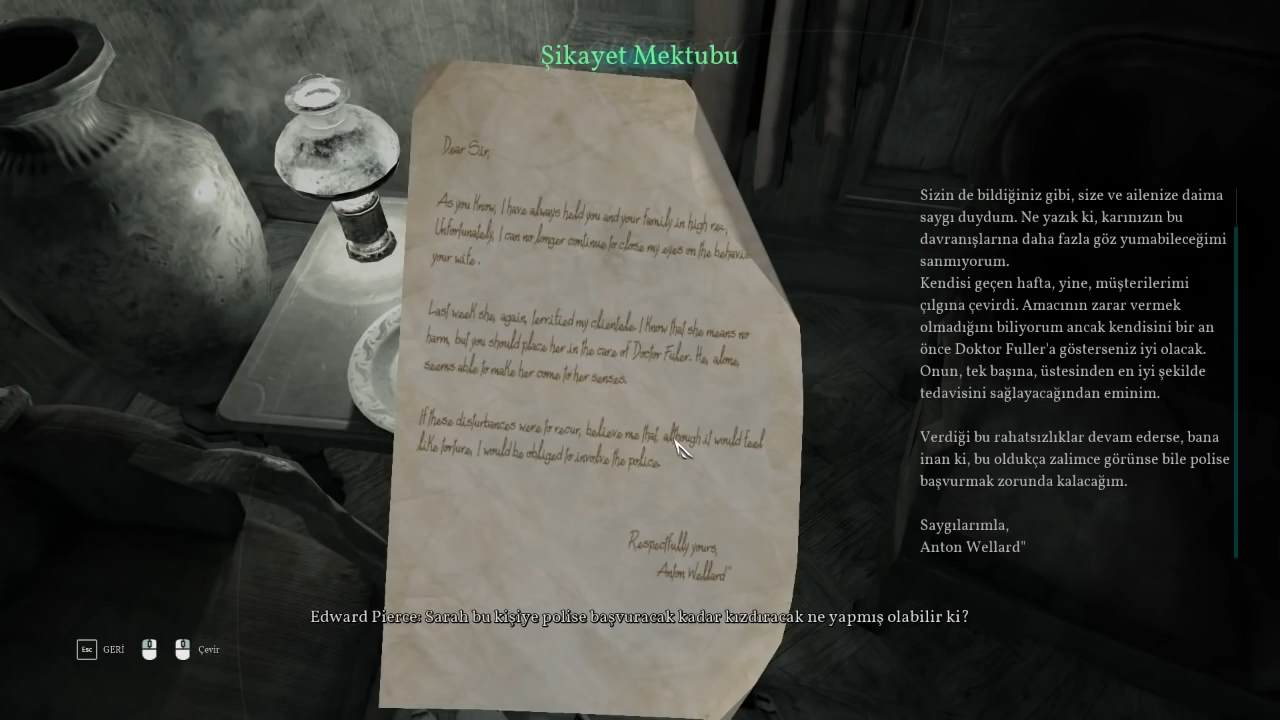 Şikayet Mektubu
Dear Sir,
As you know, I have always held you and your family in high
Unfortunately, I can no longer continue to close my eyes on the
your wife.
Last week she, again, terrified my clientele. I know that she means no
harm, but you should place her in the care of Doctor Fuller. He, alone,
seems able to make her come to her senses.
If these disturbances were to recur, believe me that, although it would feel
like torture, I would be obliged to involve the police.
Respectfully yours,
Anton Wellard"
Sizin de bildiğiniz gibi, size ve ailenize daima
saygı duydum. Ne yazık ki, karınızın bu
davranışlarına daha fazla göz yumabileceğimi
sanmıyorum.
Kendisi geçen hafta, yine, müşterilerimi
çılgına çevirdi. Amacının zarar vermek
olmadığını biliyorum ancak kendisini bir an
önce Doktor Fuller'a gösterseniz iyi olacak.
Onun, tek başına, üstesinden en iyi şekilde
tedavisini sağlayacağından eminim.
Verdiği bu rahatsızlıklar devam ederse, bana
inan ki, bu oldukça zalimce görünse bile polise
başvurmak zorunda kalacağım.
Saygılarımla,
Anton Wellard"
Edward Pierce: Sarah bu kişiye polise başvuracak kadar kızdıracak ne yapmış olabilir ki?
Esc GERİ Çevir